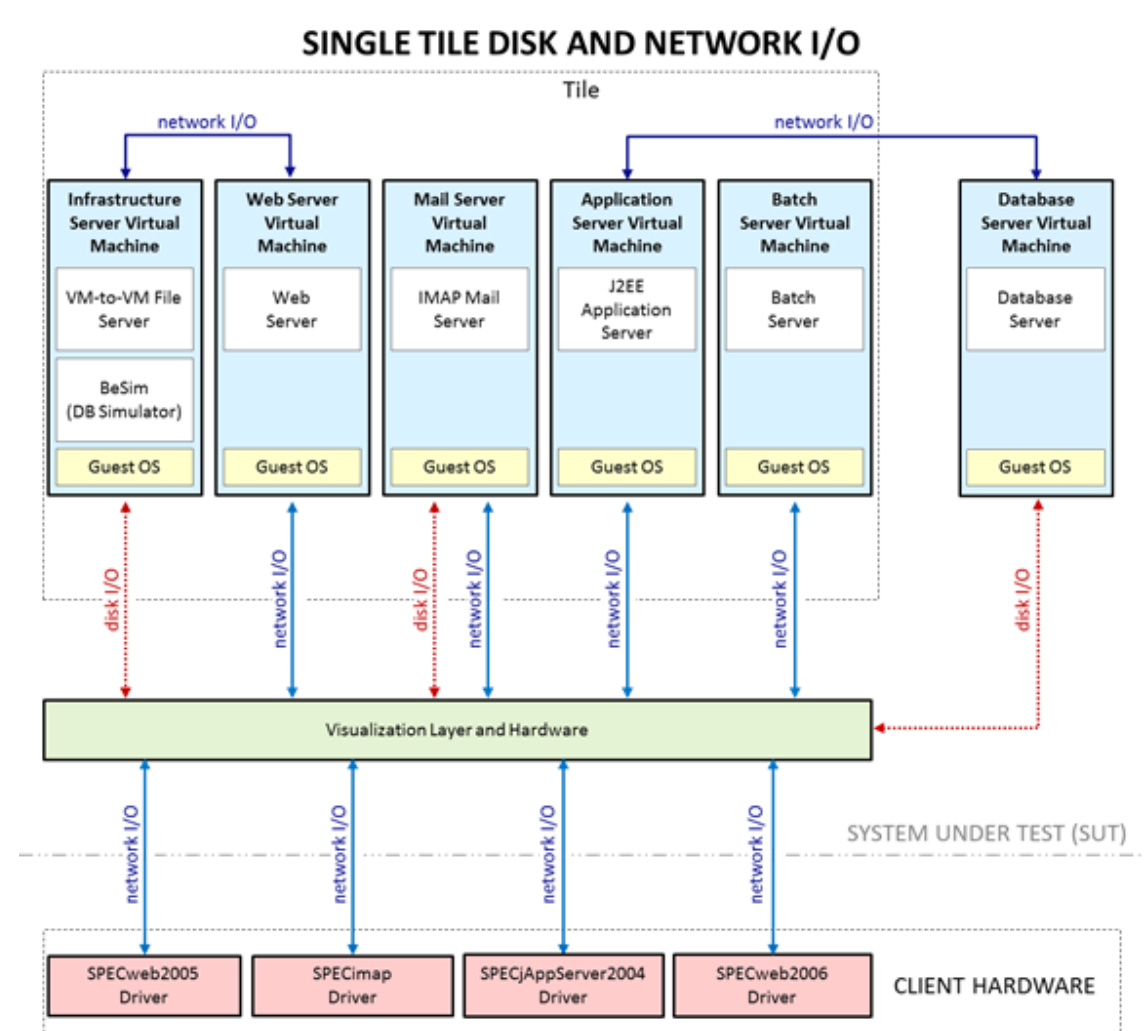 SINGLE TILE DISK AND NETWORK I/O
Tile
network I/O
network I/O
Infrastructure
Server Virtual
Machine
VM-to-VM File
Server
BeSim
(DB Simulator)
Guest OS
Web Server
Virtual
Machine
Web
Server
Guest OS
Mail Server
Virtual
Machine
IMAP Mail
Server
Guest OS
Application
Server Virtual
Machine
J2EE
Application
Server
Guest OS
Batch
Server Virtual
Machine
Batch
Server
Guest OS
Database
Server Virtual
Machine
Database
Server
Guest OS
disk I/O
network I/O
disk I/O
network I/O
network I/O
network I/O
disk I/O
Visualization Layer and Hardware
network I/O
network I/O
network I/O
network I/O
SYSTEM UNDER TEST (SUT)
SPECweb2005
Driver
SPECimap
Driver
SPECjAppServer2004
Driver
SPECweb2006
Driver
CLIENT HARDWARE